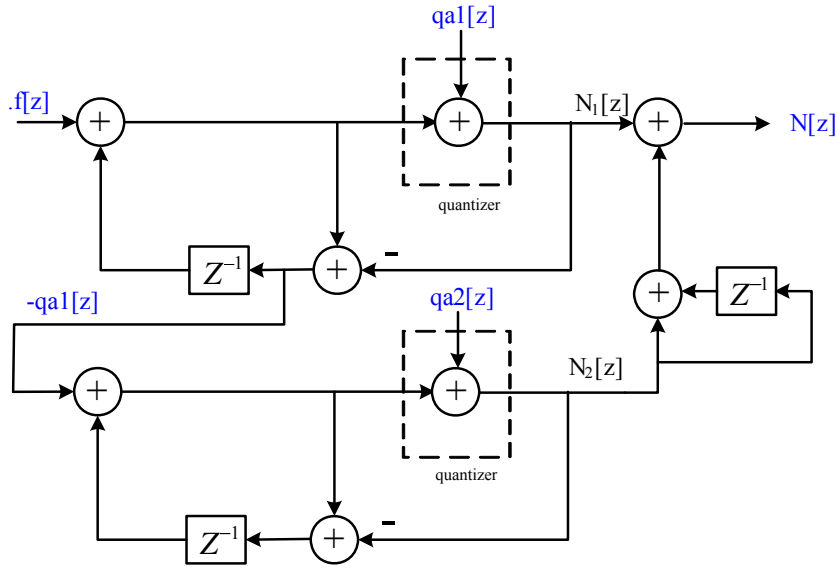 qa1[z]
.f[z]
+
+
N₁[z]
+
N[z]
quantizer
-
Z⁻¹
+
-qa1[z]
qa2[z]
+
Z⁻¹
+
+
N₂[z]
quantizer
-
Z⁻¹
+